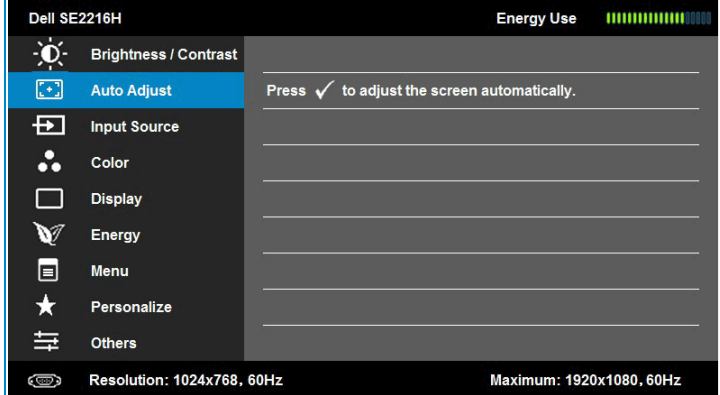 Dell SE2216H Energy Use
Brightness / Contrast
Auto Adjust Press ✓ to adjust the screen automatically.
Input Source
Color
Display
Energy
Menu
Personalize
Others
Resolution: 1024x768, 60Hz Maximum: 1920x1080, 60Hz